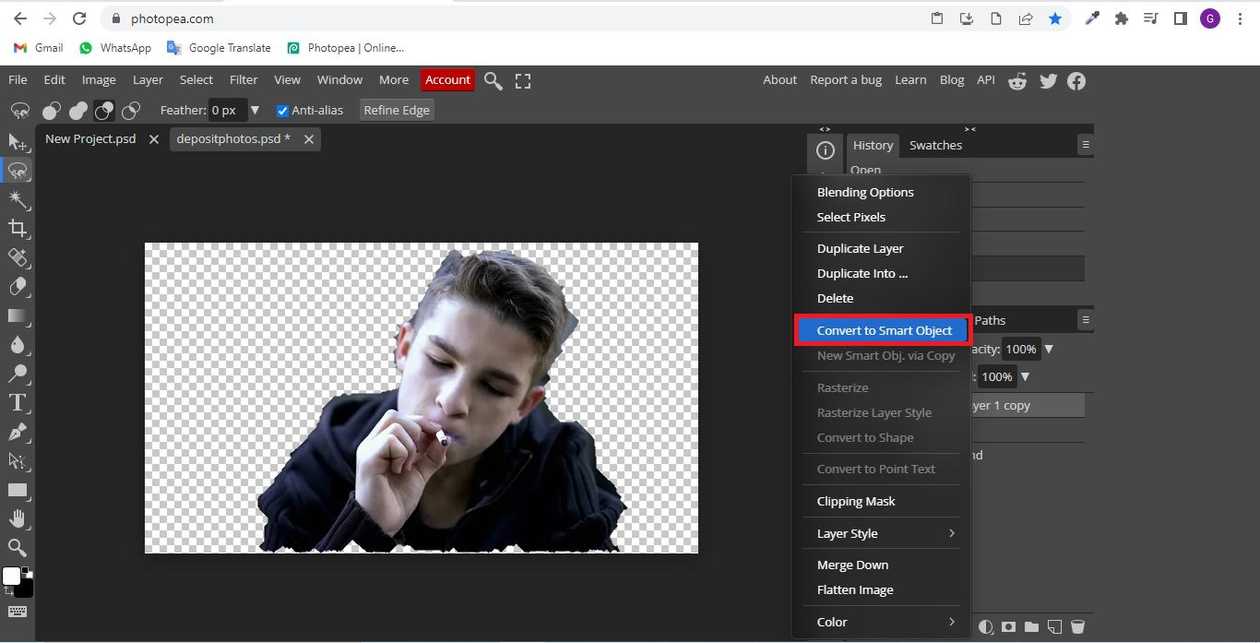 photopea.com
G
Gmail WhatsApp Google Translate Photopea | Online...
File Edit Image Layer Select Filter View Window More Account About Report a bug Learn Blog API
Feather: 0 px Anti-alias Refine Edge
New Project.psd depositphotos.psd *
< > > <
History Swatches
Open
Blending Options
Select Pixels
Duplicate Layer
Duplicate Into ...
Delete
Paths
Convert to Smart Object
New Smart Obj. via Copy
acity: 100%
: 100%
Rasterize
Rasterize Layer Style
yer 1 copy
Convert to Shape
nd
Convert to Point Text
Clipping Mask
Layer Style
Merge Down
Flatten Image
Color